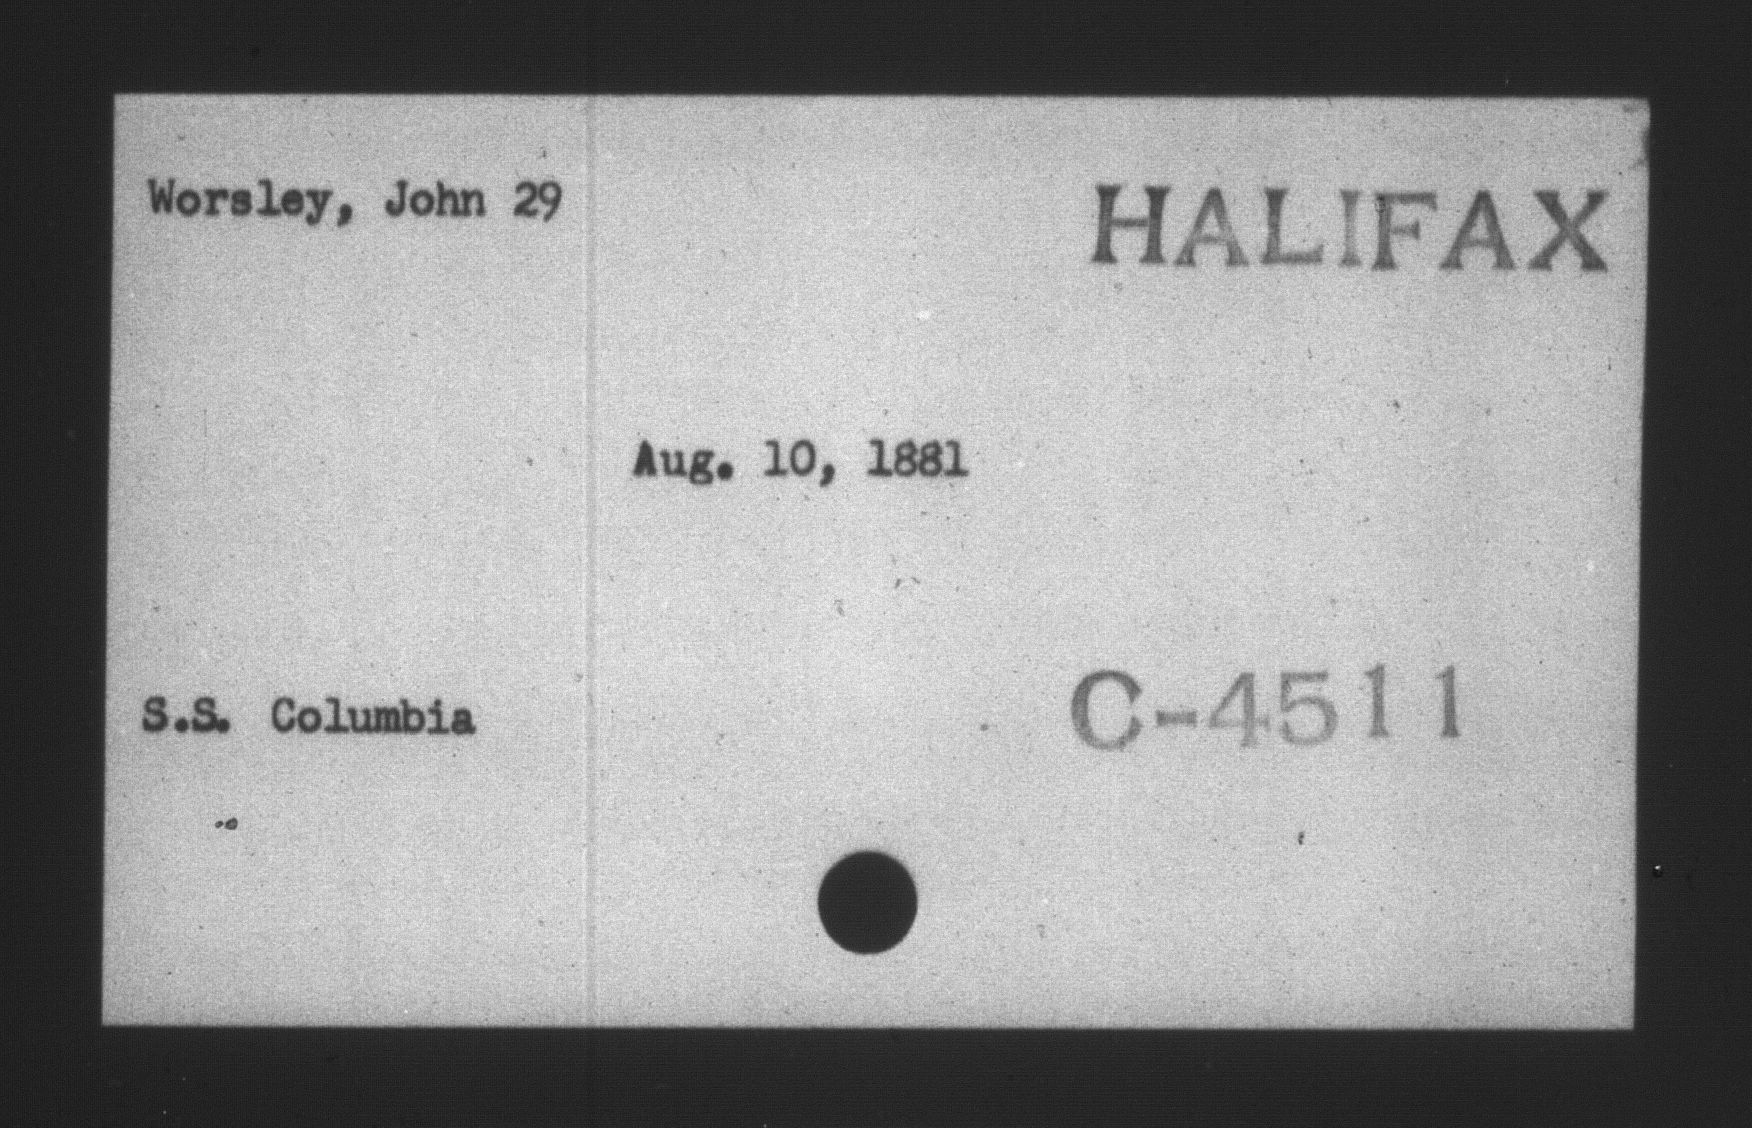 Worsley, John 29
HALIFAX
Aug. 10, 1881
S.S. Columbia
C-4511